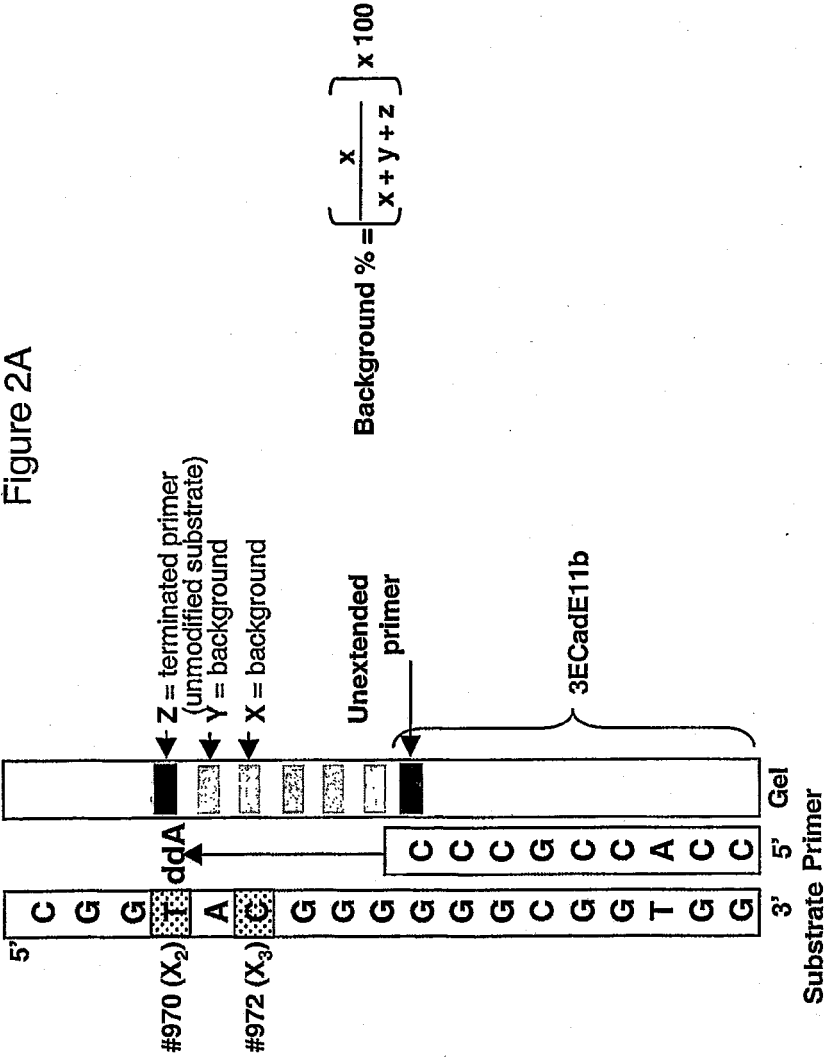 Figure 2A
5'
C G G T A C G G G G G G C G G T G G
3'
Substrate
#970 (X₂)
#972 (X₃)
ddA
C C C G C C A C C
5'
Primer
Gel
Z = terminated primer
(unmodified substrate)
Y = background
X = background
Unextended
primer
3ECadE11b
Background % = [ x / x + y + z ] x 100